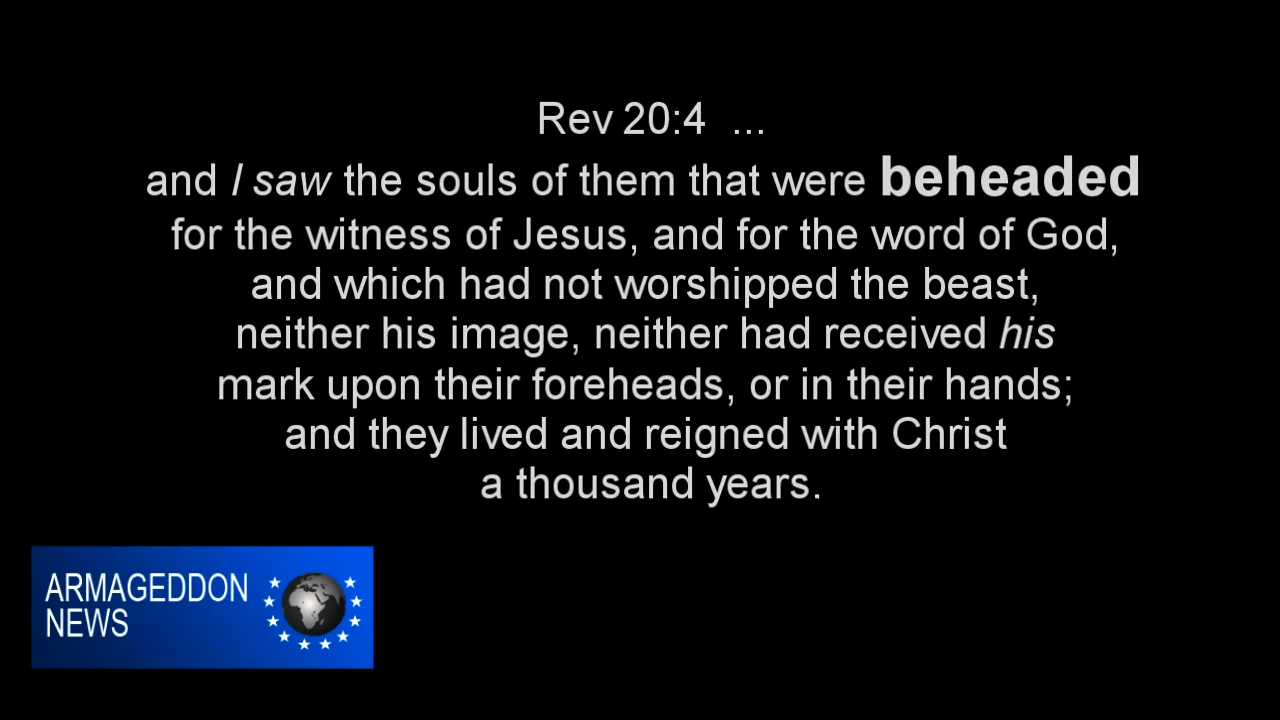 Rev 20:4 ...
and I saw the souls of them that were beheaded
for the witness of Jesus, and for the word of God,
and which had not worshipped the beast,
neither his image, neither had received his
mark upon their foreheads, or in their hands;
and they lived and reigned with Christ
a thousand years.
ARMAGEDDON
NEWS